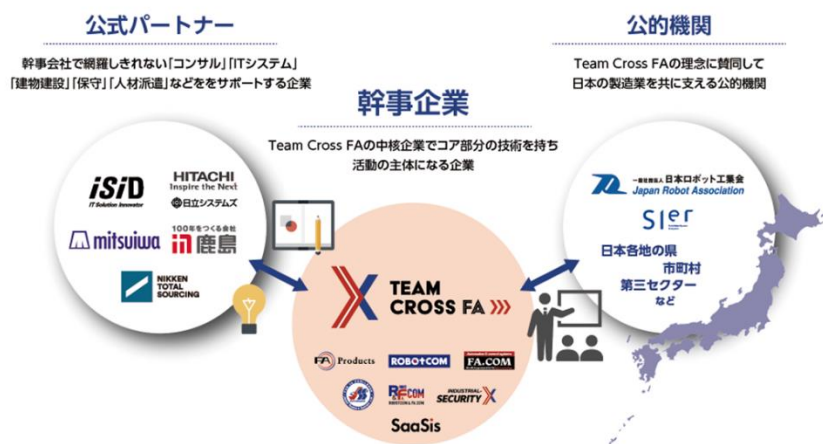 公式パートナー
幹事会社で網羅しきれない「コンサル」「ITシステム」
「建物建設」「保守」「人材派遣」などををサポートする企業
iSiD
IT Solution Innovator
HITACHI
Inspire the Next
日立システムズ
mitsuiwa
100年をつくる会社
鹿島
NIKKEN
TOTAL
SOURCING
幹事企業
Team Cross FAの中核企業でコア部分の技術を持ち
活動の主体になる企業
TEAM
CROSS FA
FA Products
ROBOTCOM
FA.COM
R&F.COM
ROBOTCOM & FA.COM
INDUSTRIAL-
SECURITY X
SaaSis
公的機関
Team Cross FAの理念に賛同して
日本の製造業を共に支える公的機関
一般社団法人 日本ロボット工業会
Japan Robot Association
SIer
日本各地の県
市町村
第三セクター
など